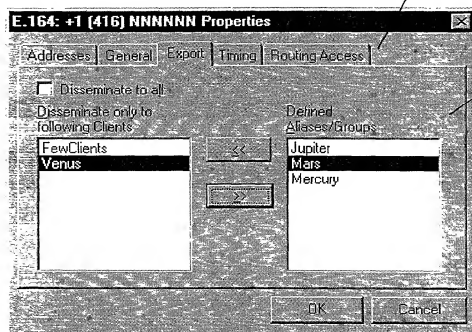 E.164: +1 (416) NNNNNN Properties
Addresses General Export Timing Routing Access
Disseminate to all
Disseminate only to
following Clients
Defined
Aliases/Groups
FewClients
Venus
<<
>>
Jupiter
Mars
Mercury
OK Cancel